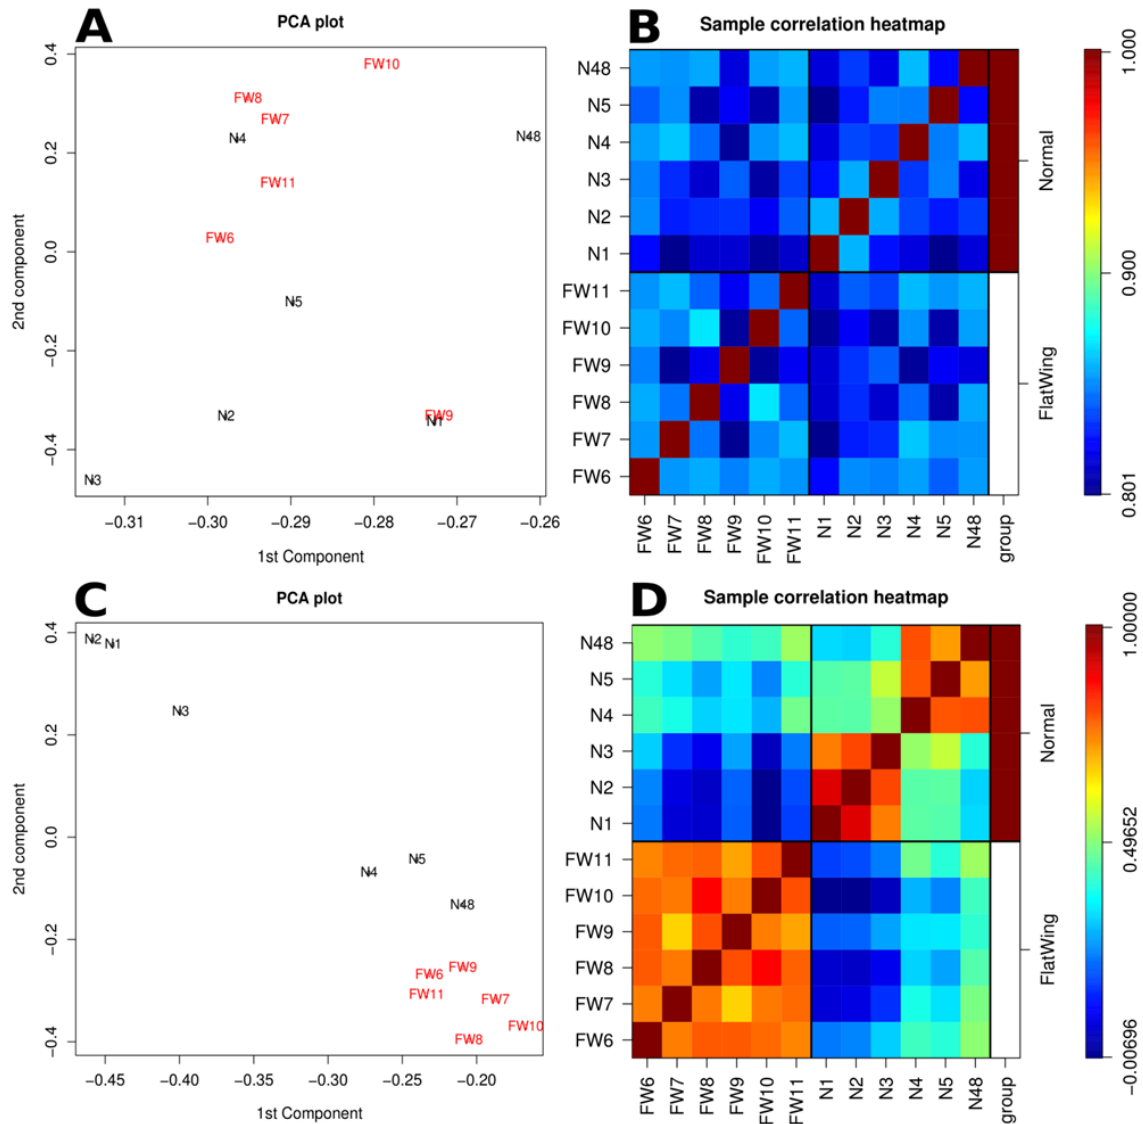 A
PCA plot
0.4
0.2
0.0
−0.2
−0.4
2nd component
FW10
FW8
FW7
N4
N48
FW11
FW6
N5
N2
FW9
N1
N3
−0.31
−0.30
−0.29
−0.28
−0.27
−0.26
1st Component
B
Sample correlation heatmap
N48
N5
N4
N3
N2
N1
FW11
FW10
FW9
FW8
FW7
FW6
FW6
FW7
FW8
FW9
FW10
FW11
N1
N2
N3
N4
N5
N48
group
Normal
FlatWing
1.000
0.900
0.801
C
PCA plot
0.4
0.2
0.0
−0.2
−0.4
2nd component
N2
N1
N3
N5
N4
N48
FW9
FW6
FW11
FW7
FW10
FW8
−0.45
−0.40
−0.35
−0.30
−0.25
−0.20
1st Component
D
Sample correlation heatmap
N48
N5
N4
N3
N2
N1
FW11
FW10
FW9
FW8
FW7
FW6
FW6
FW7
FW8
FW9
FW10
FW11
N1
N2
N3
N4
N5
N48
group
Normal
FlatWing
1.00000
0.49652
−0.00696